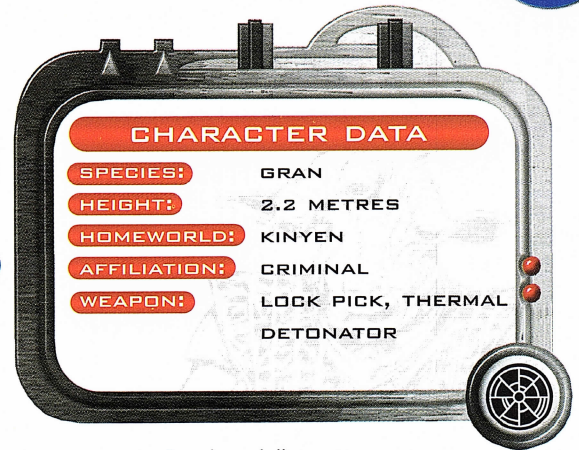 CHARACTER DATA
SPECIES: GRAN
HEIGHT: 2.2 METRES
HOMEWORLD: KINYEN
AFFILIATION: CRIMINAL
WEAPON: LOCK PICK, THERMAL
DETONATOR